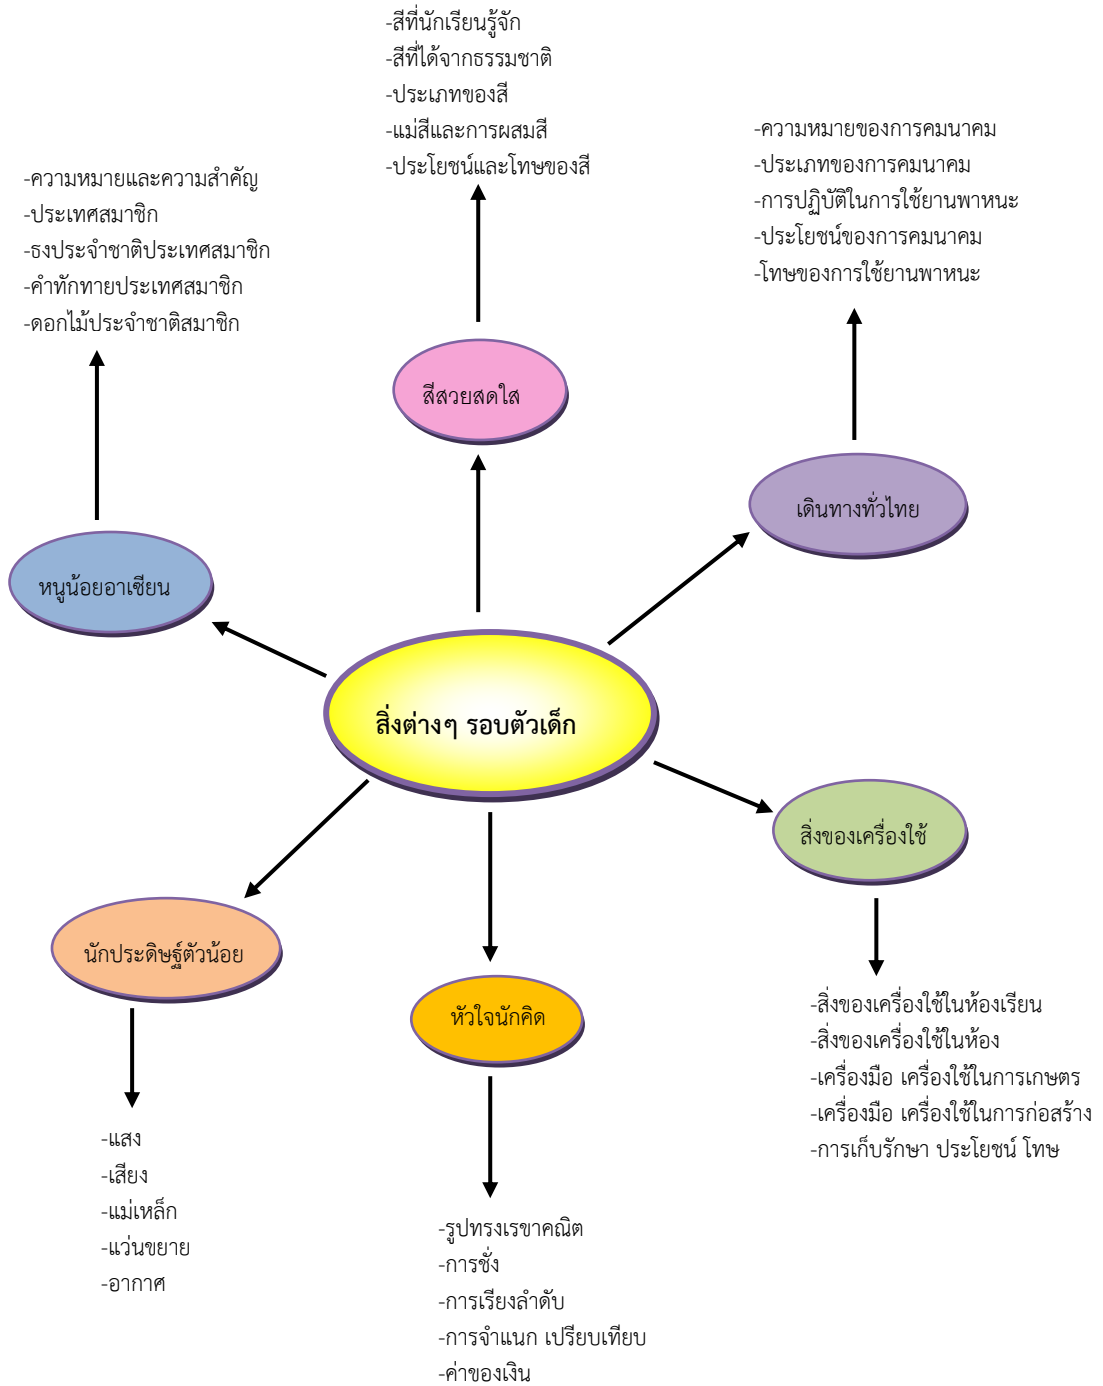 -สีที่นักเรียนรู้จัก
-สีที่ได้จากธรรมชาติ
-ประเภทของสี
-แม่สีและการผสมสี
-ประโยชน์และโทษของสี
-ความหมายของการคมนาคม
-ประเภทของการคมนาคม
-การปฏิบัติในการใช้ยานพาหนะ
-ประโยชน์ของการคมนาคม
-โทษของการใช้ยานพาหนะ
-ความหมายและความสำคัญ
-ประเทศสมาชิก
-ธงประจำชาติประเทศสมาชิก
-คำทักทายประเทศสมาชิก
-ดอกไม้ประจำชาติสมาชิก
สีสวยสดใส
เดินทางทั่วไทย
หนูน้อยอาเซียน
สิ่งต่างๆ รอบตัวเด็ก
สิ่งของเครื่องใช้
นักประดิษฐ์ตัวน้อย
หัวใจนักคิด
-สิ่งของเครื่องใช้ในห้องเรียน
-สิ่งของเครื่องใช้ในห้อง
-เครื่องมือ เครื่องใช้ในการเกษตร
-เครื่องมือ เครื่องใช้ในการก่อสร้าง
-การเก็บรักษา ประโยชน์ โทษ
-แสง
-เสียง
-แม่เหล็ก
-แว่นขยาย
-อากาศ
-รูปทรงเรขาคณิต
-การชั่ง
-การเรียงลำดับ
-การจำแนก เปรียบเทียบ
-ค่าของเงิน